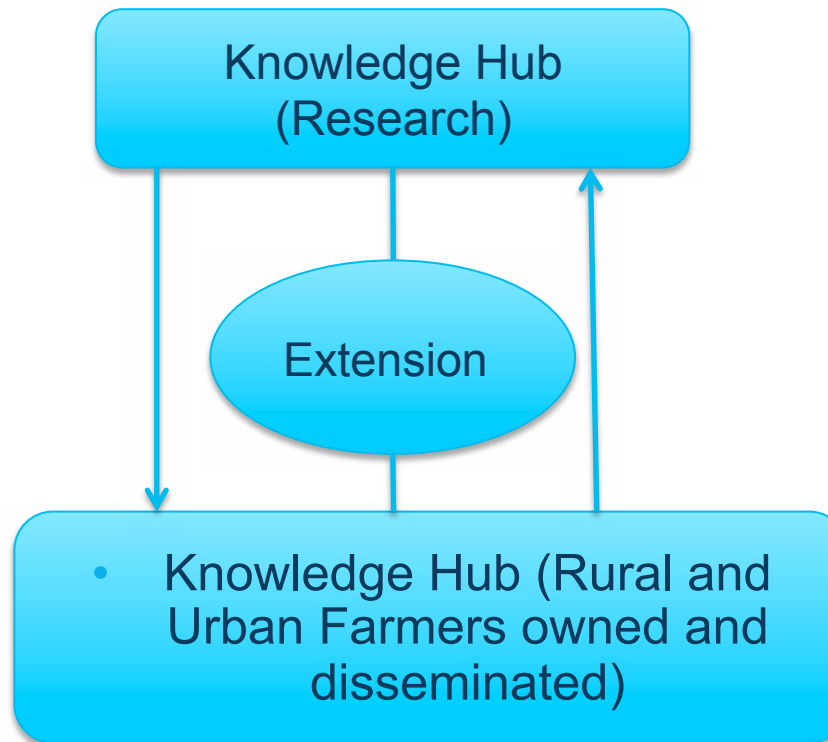 Knowledge Hub
(Research)
Extension
• Knowledge Hub (Rural and
Urban Farmers owned and
disseminated)